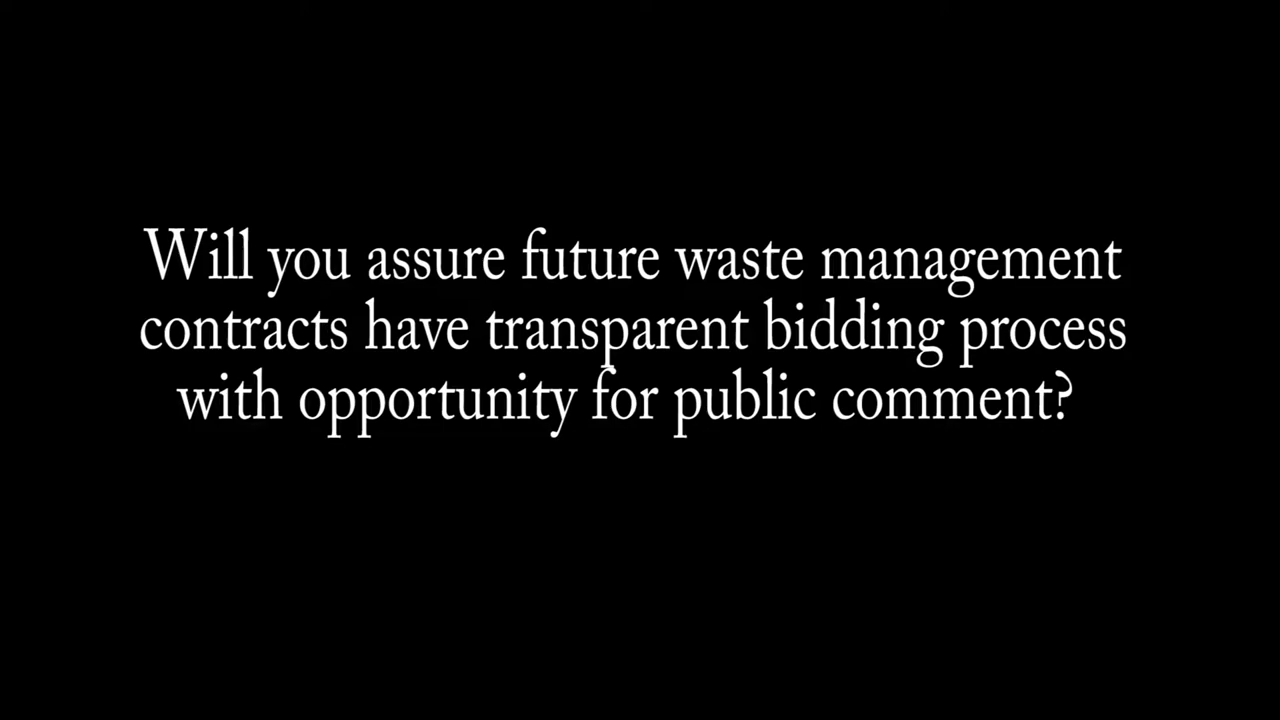 Will you assure future waste management
contracts have transparent bidding process
with opportunity for public comment?